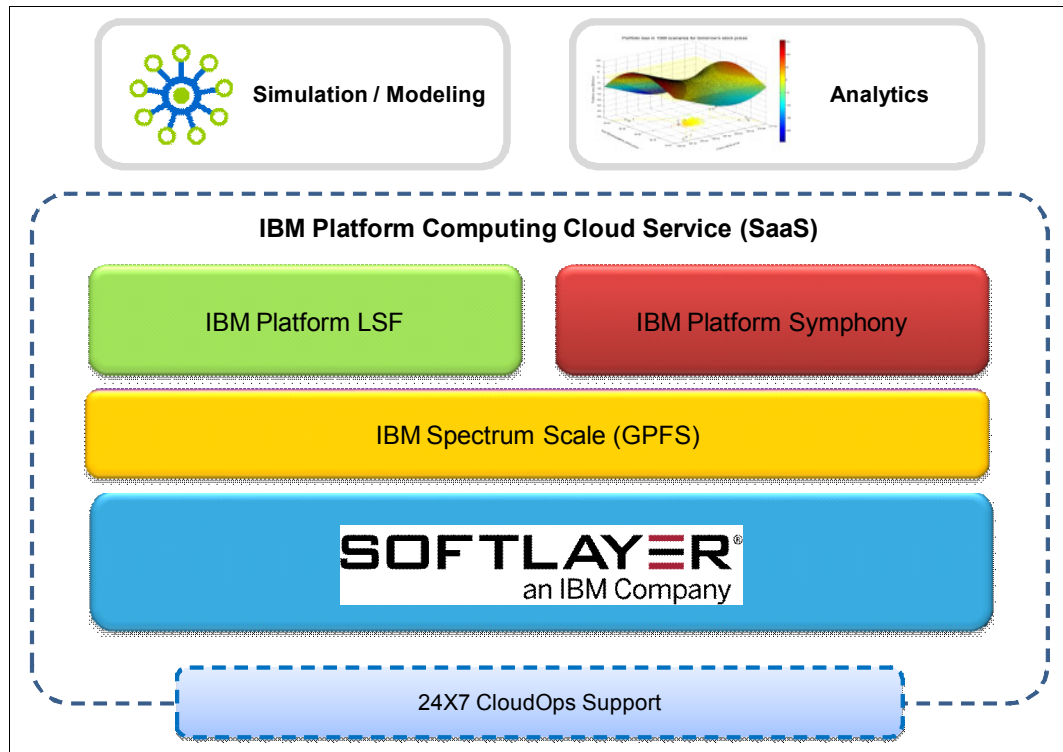 Simulation / Modeling
Analytics
IBM Platform Computing Cloud Service (SaaS)
IBM Platform LSF
IBM Platform Symphony
IBM Spectrum Scale (GPFS)
SOFTLAYER®
an IBM Company
24X7 CloudOps Support